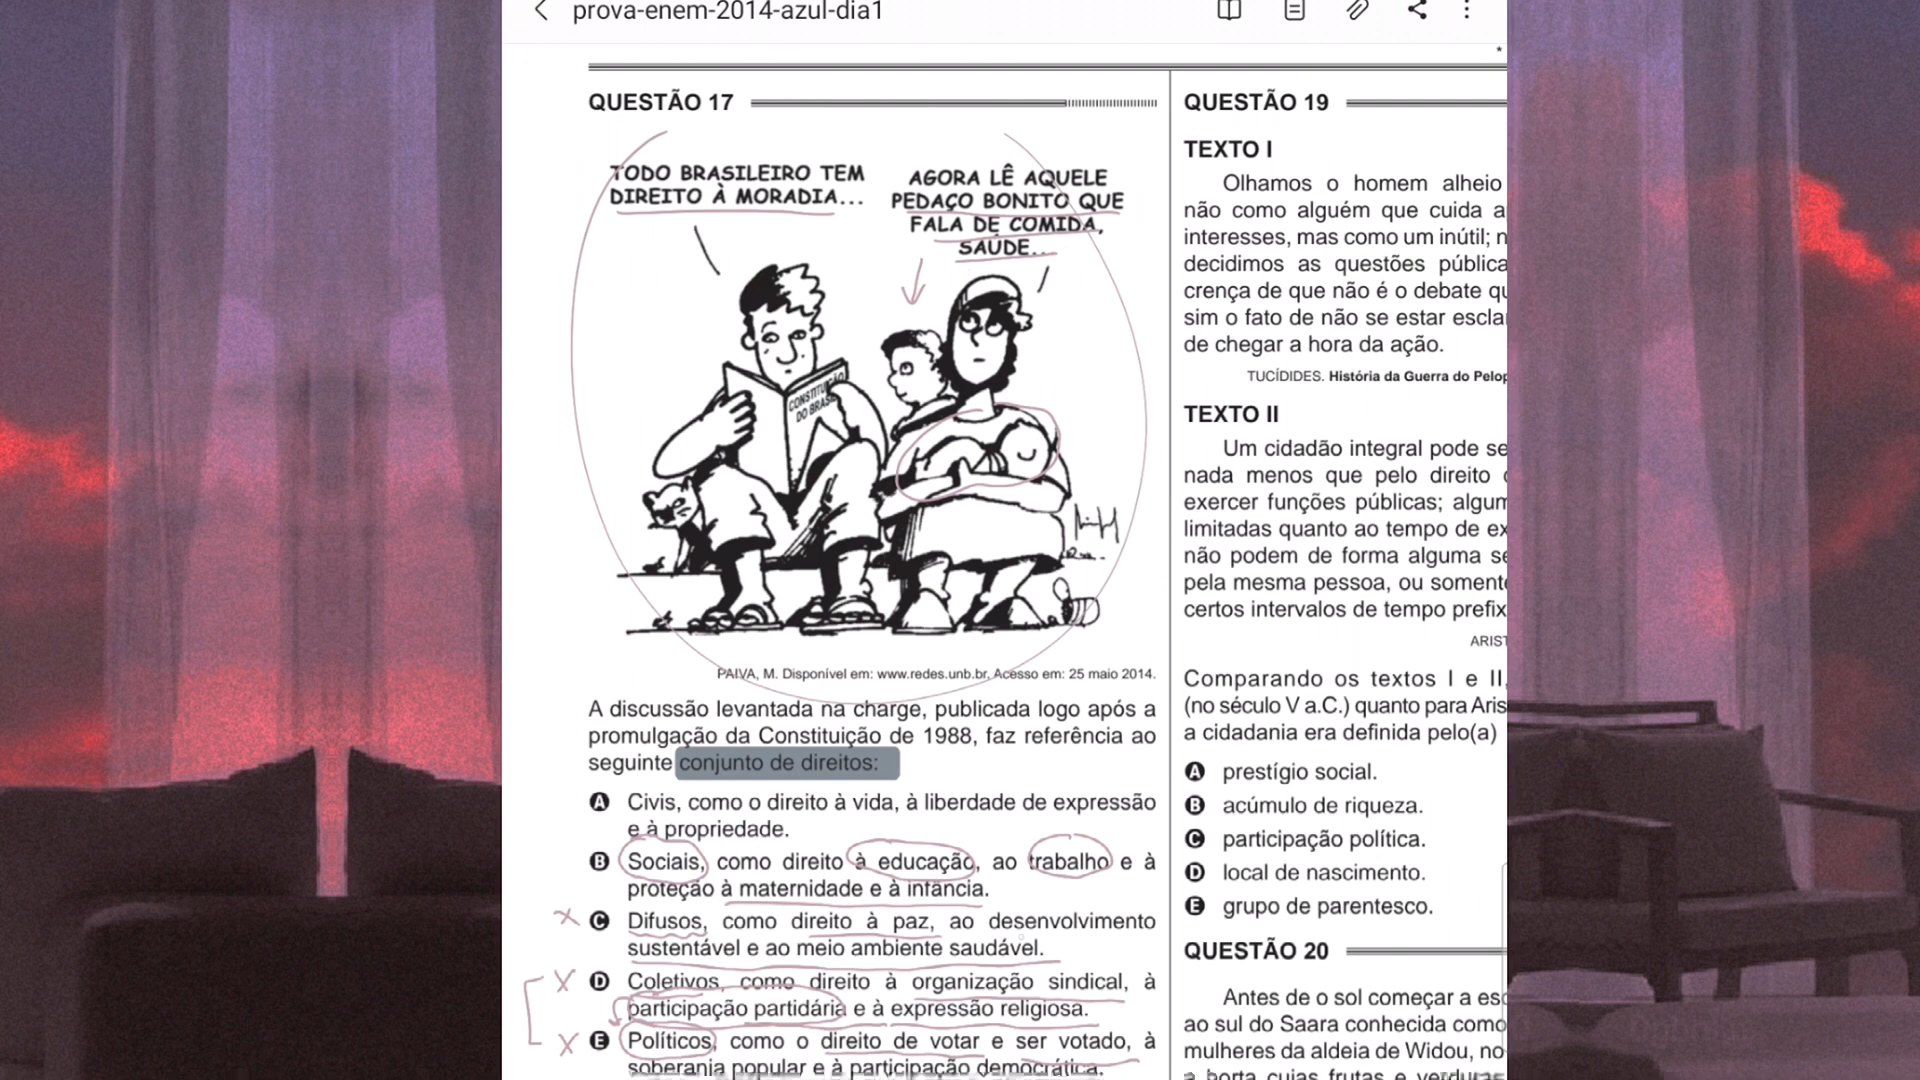 prova-enem-2014-azul-dia1
*
QUESTÃO 17
TODO BRASILEIRO TEM
DIREITO À MORADIA...
AGORA LÊ AQUELE
PEDAÇO BONITO QUE
FALA DE COMIDA,
SAÚDE...
CONSTITUIÇÃO
DO BRASIL
PAIVA, M. Disponível em: www.redes.unb.br. Acesso em: 25 maio 2014.
A discussão levantada na charge, publicada logo após a
promulgação da Constituição de 1988, faz referência ao
seguinte conjunto de direitos:
A Civis, como o direito à vida, à liberdade de expressão
e à propriedade.
B Sociais, como direito à educação, ao trabalho e à
proteção à maternidade e à infância.
X C Difusos, como direito à paz, ao desenvolvimento
sustentável e ao meio ambiente saudável.
X D Coletivos, como direito à organização sindical, à
participação partidária e à expressão religiosa.
X E Políticos, como o direito de votar e ser votado, à
soberania popular e à participação democrática.
QUESTÃO 19
TEXTO I
Olhamos o homem alheio
não como alguém que cuida a
interesses, mas como um inútil; n
decidimos as questões pública
crença de que não é o debate qu
sim o fato de não se estar escla
de chegar a hora da ação.
TUCÍDIDES. História da Guerra do Pelop
TEXTO II
Um cidadão integral pode se
nada menos que pelo direito
exercer funções públicas; algum
limitadas quanto ao tempo de ex
não podem de forma alguma se
pela mesma pessoa, ou somente
certos intervalos de tempo prefix
ARIST
Comparando os textos I e II,
(no século V a.C.) quanto para Aris
a cidadania era definida pelo(a)
A prestígio social.
B acúmulo de riqueza.
C participação política.
D local de nascimento.
E grupo de parentesco.
QUESTÃO 20
Antes de o sol começar a esc
ao sul do Saara conhecida como
mulheres da aldeia de Widou, no
a horta cujas frutas e verduras